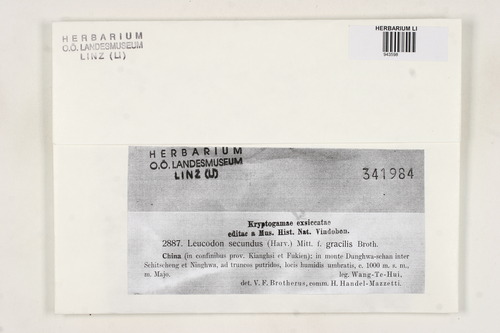 HERBARIUM
O.Ö. LANDESMUSEUM
LINZ (LI)
HERBARIUM LI
943598
HERBARIUM
O.Ö. LANDESMUSEUM
LINZ (LI)
341984
Kryptogamae exsiccatae
editae a Mus. Hist. Nat. Vindobon.
2887. Leucodon secundus (Harv.) Mitt. f. gracilis Broth.
China (in confinibus prov. Kianghsi et Fukien): in monte Dunghwa-schan inter
Schitscheng et Ninghwa, ad truncos putridos, locis humidis umbratis, c. 1000 m. s. m.,
m. Majo. leg. Wang-Te-Hui,
det. V. F. Brotherus, comm. H. Handel-Mazzetti.